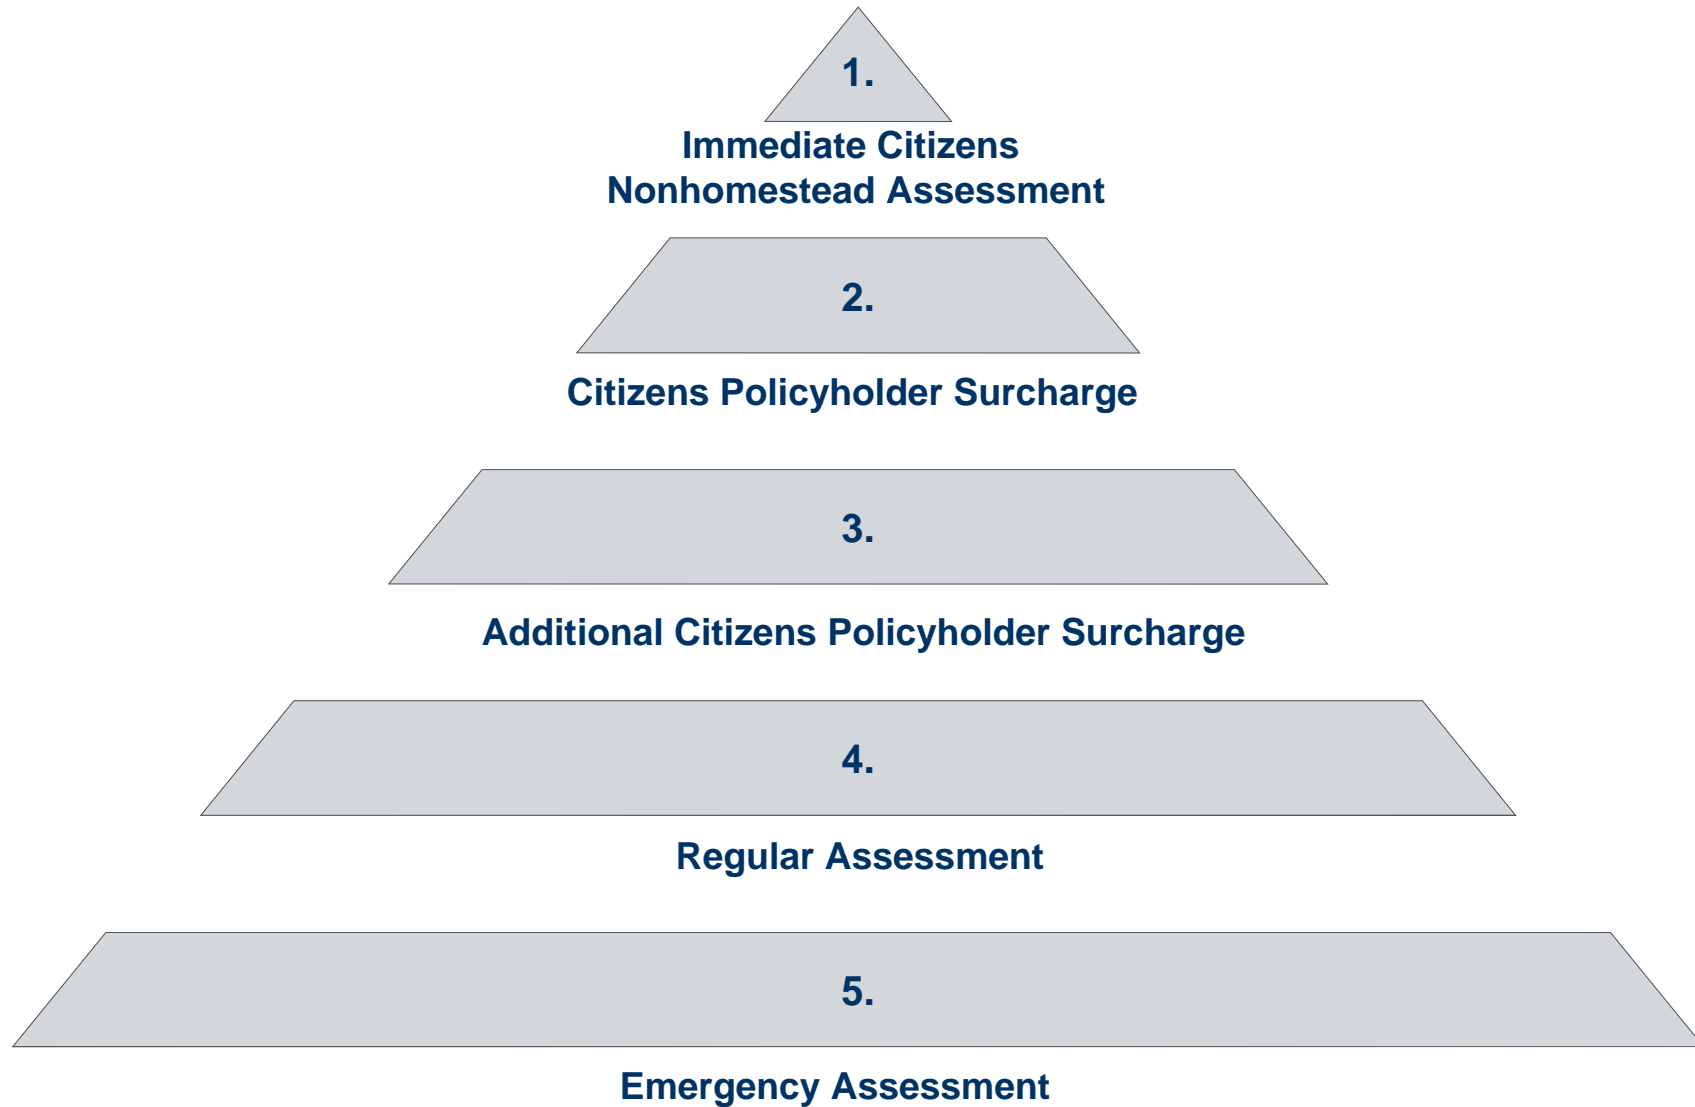 1.
Immediate Citizens
Nonhomestead Assessment
2.
Citizens Policyholder Surcharge
3.
Additional Citizens Policyholder Surcharge
4.
Regular Assessment
5.
Emergency Assessment